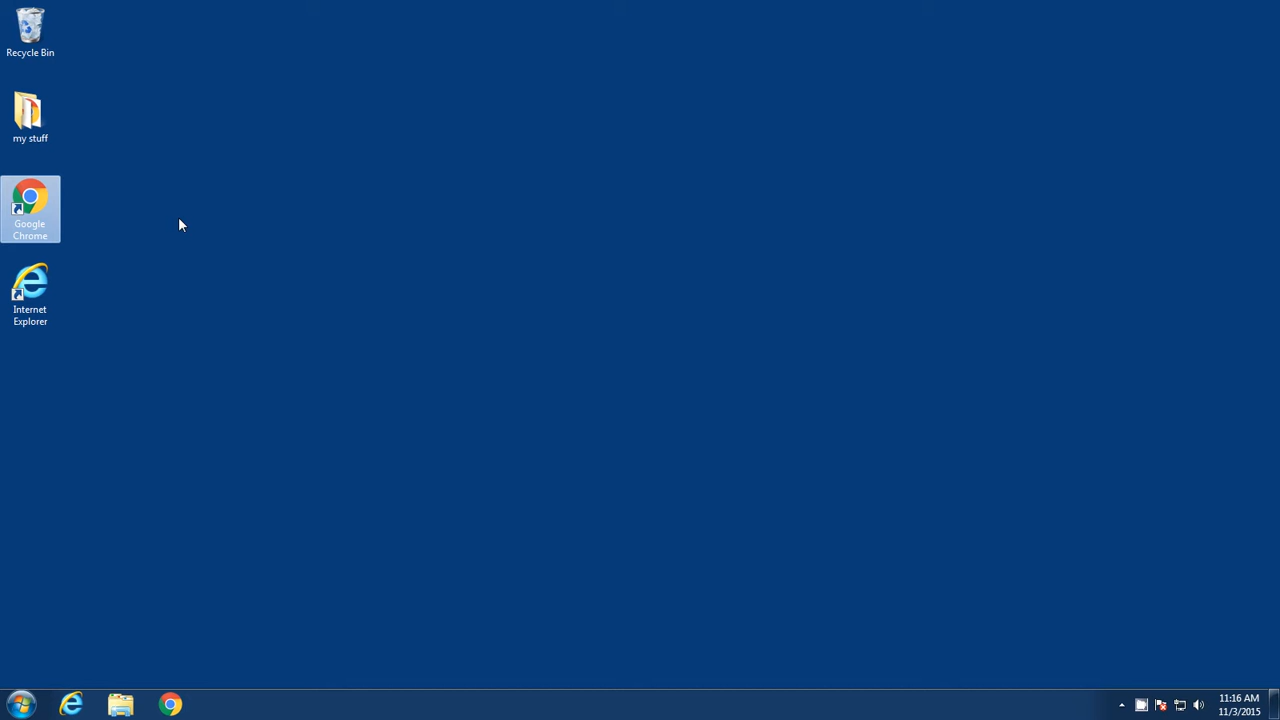 Recycle Bin
my stuff
Google
Chrome
Internet
Explorer
11:16 AM
11/3/2015